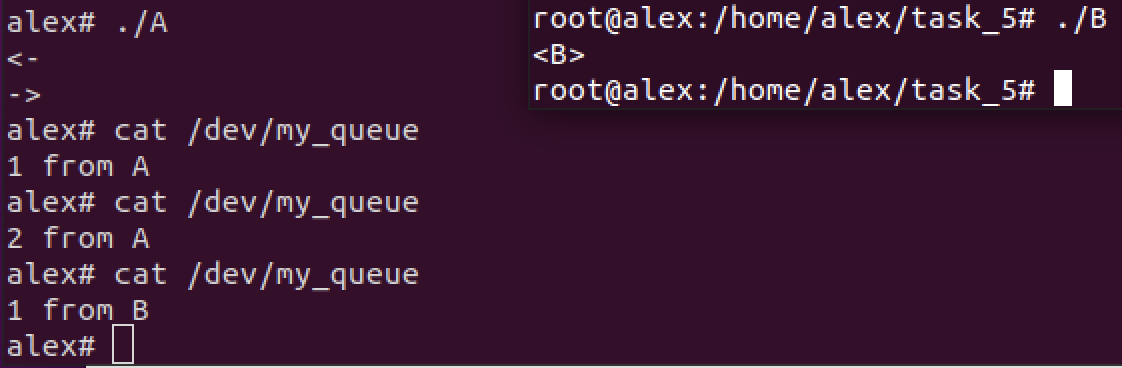 alex# ./A
<-
->
alex# cat /dev/my_queue
1 from A
alex# cat /dev/my_queue
2 from A
alex# cat /dev/my_queue
1 from B
alex#
root@alex:/home/alex/task_5# ./B
<B>
root@alex:/home/alex/task_5#